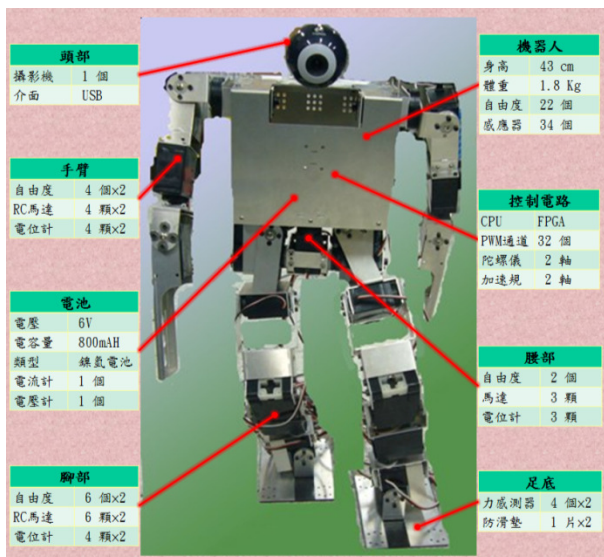 頭部
攝影機 1 個
介面 USB
手臂
自由度 4 個×2
RC馬達 4 顆×2
電位計 4 顆×2
電池
電壓 6V
電容量 800mAH
類型 鎳氫電池
電流計 1 個
電壓計 1 個
腳部
自由度 6 個×2
RC馬達 6 顆×2
電位計 4 顆×2
機器人
身高 43 cm
體重 1.8 Kg
自由度 22 個
感應器 34 個
控制電路
CPU FPGA
PWM通道 32 個
陀螺儀 2 軸
加速規 2 軸
腰部
自由度 2 個
馬達 3 顆
電位計 3 顆
足底
力感測器 4 個×2
防滑墊 1 片×2